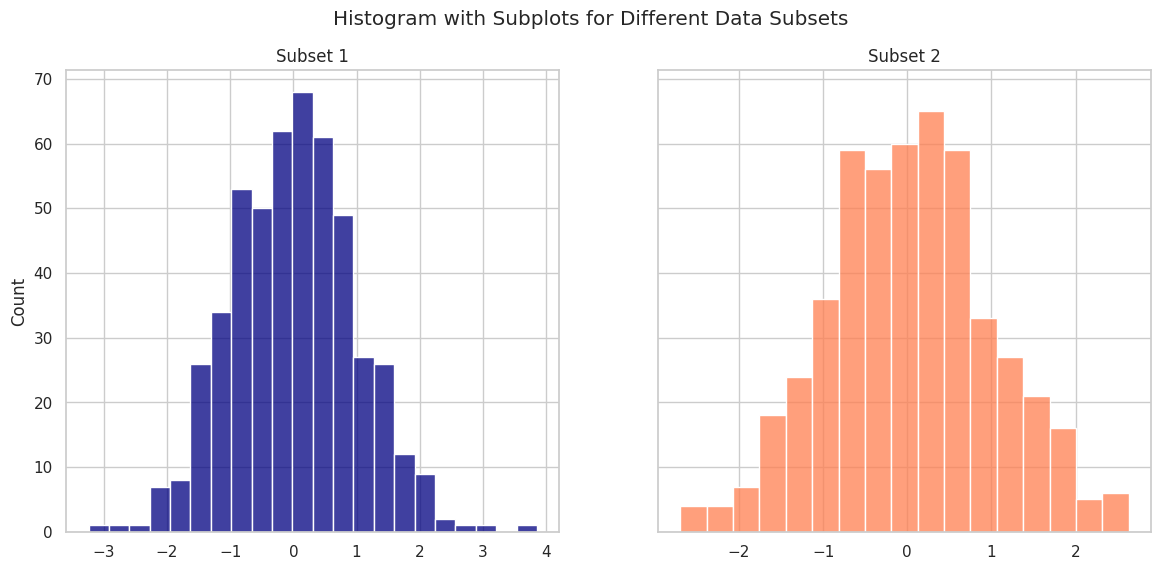 Histogram with Subplots for Different Data Subsets
Subset 1
Subset 2
Count
70
60
50
40
30
20
10
0
−3 −2 −1 0 1 2 3 4
−2 −1 0 1 2